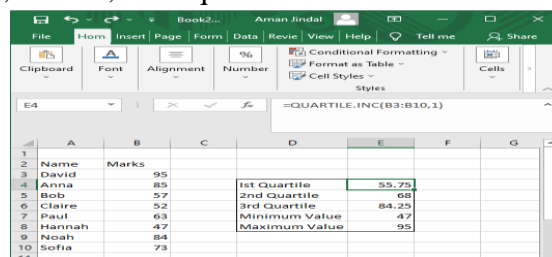 Book2... Aman Jindal
File Hom Insert Page Form Data Revie View Help Tell me Share
Clipboard Font Alignment Number Conditional Formatting Format as Table Cell Styles Styles Cells
E4 fx =QUARTILE.INC(B3:B10,1)
A B C D E F G
1
2 Name Marks
3 David 95
4 Anna 85 Ist Quartile 55.75
5 Bob 57 2nd Quartile 68
6 Claire 52 3rd Quartile 84.25
7 Paul 63 Minimum Value 47
8 Hannah 47 Maximum Value 95
9 Noah 84
10 Sofia 73